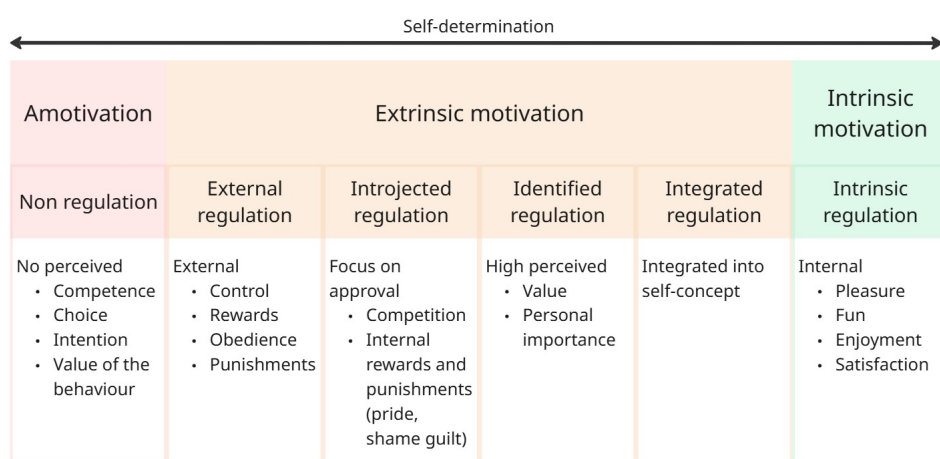 Self-determination
Amotivation
Extrinsic motivation
Intrinsic
motivation
Non regulation
External
regulation
Introjected
regulation
Identified
regulation
Integrated
regulation
Intrinsic
regulation
No perceived
• Competence
• Choice
• Intention
• Value of the
behaviour
External
• Control
• Rewards
• Obedience
• Punishments
Focus on
approval
• Competition
• Internal
rewards and
punishments
(pride,
shame guilt)
High perceived
• Value
• Personal
importance
Integrated into
self-concept
Internal
• Pleasure
• Fun
• Enjoyment
• Satisfaction